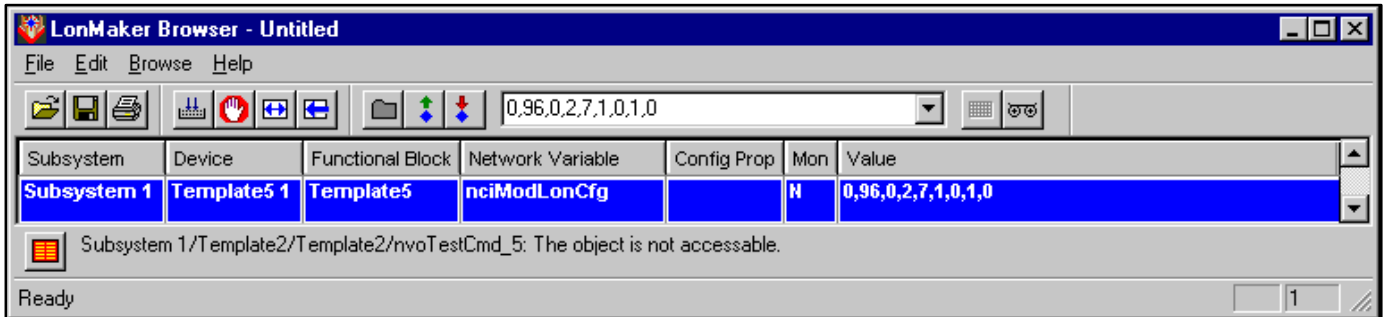 LonMaker Browser - Untitled
File Edit Browse Help
0,96,0,2,7,1,0,1,0
Subsystem Device Functional Block Network Variable Config Prop Mon Value
Subsystem 1 Template5 1 Template5 nciModLonCfg N 0,96,0,2,7,1,0,1,0
Subsystem 1/Template2/Template2/nvoTestCmd_5: The object is not accessable.
Ready 1